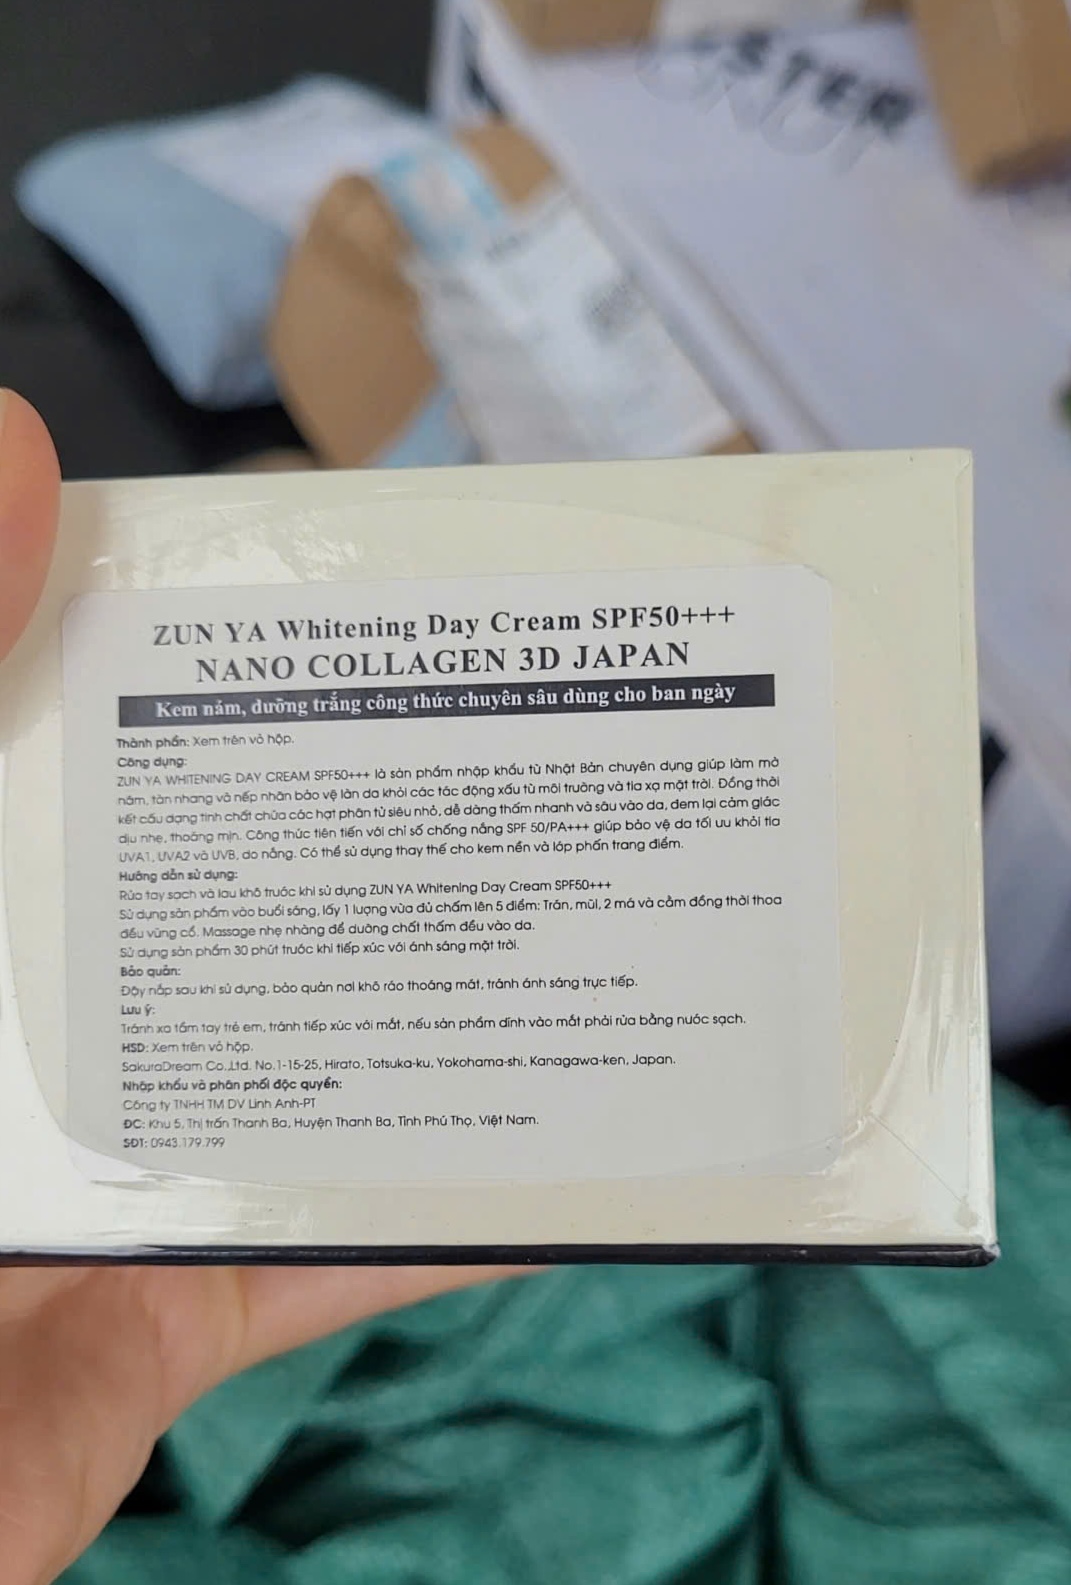 STER
ZUN YA Whitening Day Cream SPF50+++
NANO COLLAGEN 3D JAPAN
Kem nám, dưỡng trắng công thức chuyên sâu dùng cho ban ngày
Thành phần: Xem trên vỏ hộp.
Công dụng:
ZUN YA WHITENING DAY CREAM SPF50+++ là sản phẩm nhập khẩu từ Nhật Bản chuyên dụng giúp làm mờ
nám, tàn nhang và nếp nhăn bảo vệ làn da khỏi các tác động xấu từ môi trường và tia xạ mặt trời. Đồng thời
kết cấu dạng tinh chất chứa các hạt phân tử siêu nhỏ, dễ dàng thấm nhanh và sâu vào da, đem lại cảm giác
dịu nhẹ, thoáng mịn. Công thức tiên tiến với chỉ số chống nắng SPF 50/PA+++ giúp bảo vệ da tối ưu khỏi tia
UVA1, UVA2 và UVB, do nắng. Có thể sử dụng thay thế cho kem nền và lớp phấn trang điểm.
Hướng dẫn sử dụng:
Rửa tay sạch và lau khô trước khi sử dụng ZUN YA Whitening Day Cream SPF50+++
Sử dụng sản phẩm vào buổi sáng, lấy 1 lượng vừa đủ chấm lên 5 điểm: Trán, mũi, 2 má và cằm đồng thời thoa
đều vùng cổ. Massage nhẹ nhàng để dưỡng chất thấm đều vào da.
Sử dụng sản phẩm 30 phút trước khi tiếp xúc với ánh sáng mặt trời.
Bảo quản:
Đậy nắp sau khi sử dụng, bảo quản nơi khô ráo thoáng mát, tránh ánh sáng trực tiếp.
Lưu ý:
Tránh xa tầm tay trẻ em, tránh tiếp xúc với mắt, nếu sản phẩm dính vào mắt phải rửa bằng nước sạch.
HSD: Xem trên vỏ hộp.
SakuraDream Co.,Ltd. No.1-15-25, Hirato, Totsuka-ku, Yokohama-shi, Kanagawa-ken, Japan.
Nhập khẩu và phân phối độc quyền:
Công ty TNHH TM DV Linh Anh-PT
ĐC: Khu 5, Thị trấn Thanh Ba, Huyện Thanh Ba, Tỉnh Phú Thọ, Việt Nam.
SĐT: 0943.179.799